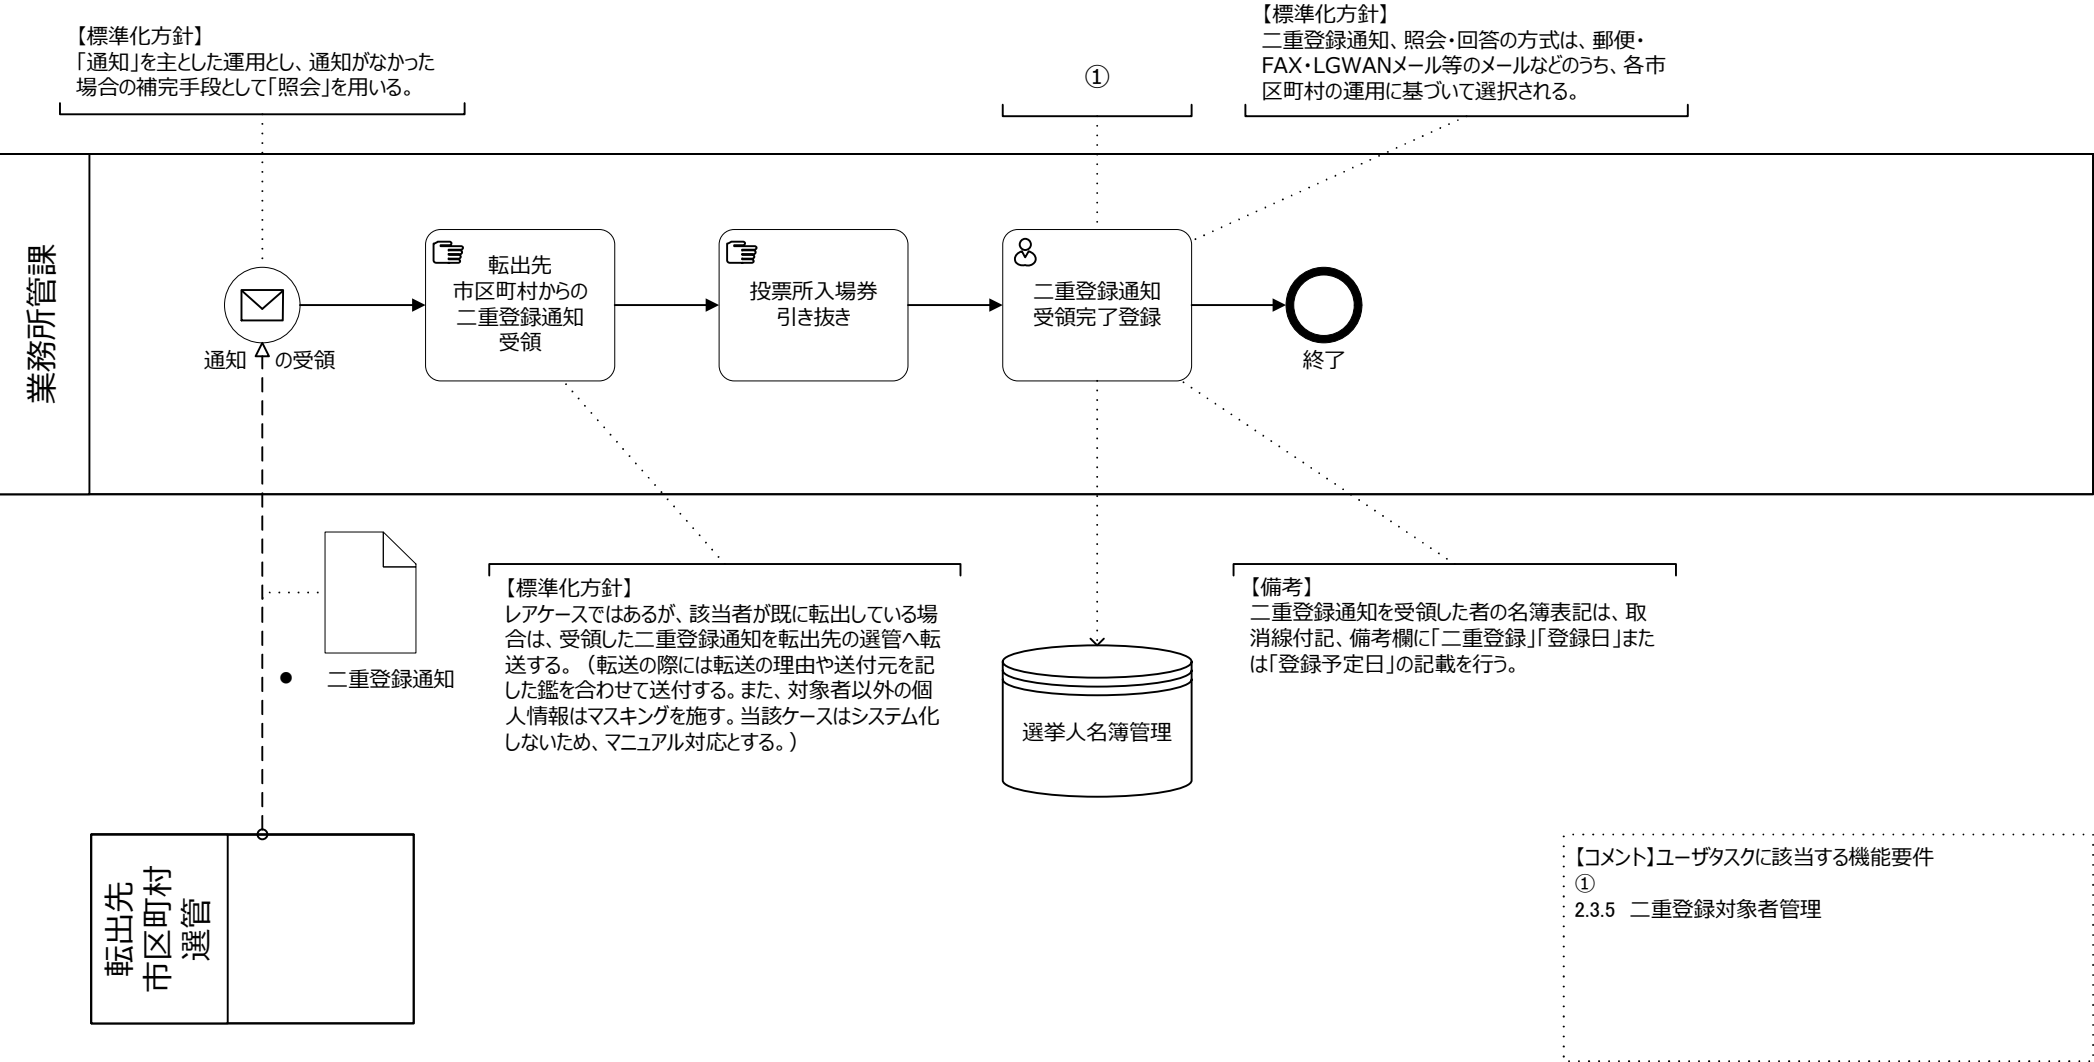 【標準化方針】
「通知」を主とした運用とし、通知がなかった
場合の補完手段として「照会」を用いる。
①
【標準化方針】
二重登録通知、照会・回答の方式は、郵便・
FAX・LGWANメール等のメールなどのうち、各市
区町村の運用に基づいて選択される。
業務所管課
通知の受領
転出先
市区町村からの
二重登録通知
受領
投票所入場券
引き抜き
二重登録通知
受領完了登録
終了
● 二重登録通知
【標準化方針】
レアケースではあるが、該当者が既に転出している場
合は、受領した二重登録通知を転出先の選管へ転
送する。（転送の際には転送の理由や送付元を記
した鑑を合わせて送付する。また、対象者以外の個
人情報はマスキングを施す。当該ケースはシステム化
しないため、マニュアル対応とする。）
選挙人名簿管理
【備考】
二重登録通知を受領した者の名簿表記は、取
消線付記、備考欄に「二重登録」「登録日」また
は「登録予定日」の記載を行う。
転出先
市区町村
選管
【コメント】ユーザタスクに該当する機能要件
①
2.3.5 二重登録対象者管理